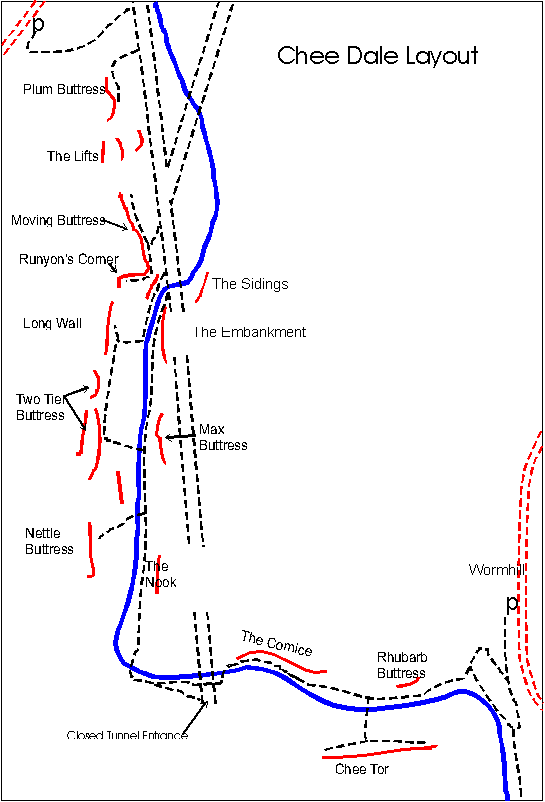 p
Chee Dale Layout
Plum Buttress
The Lifts
Moving Buttress
Runyon's Corner
The Sidings
Long Wall
The Embankment
Two Tier
Buttress
Max
Buttress
Nettle
Buttress
The
Nook
Wormhill
p
The Cornice
Rhubarb
Buttress
Closed Tunnel Entrance
Chee Tor